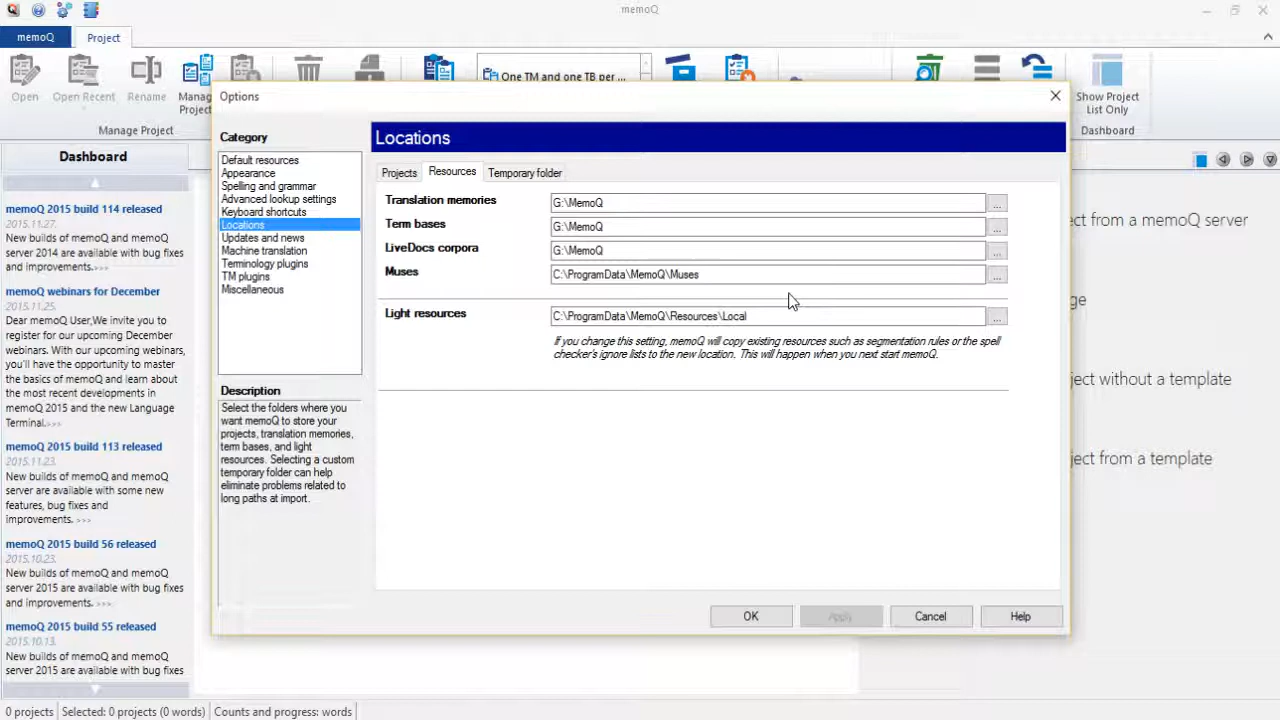 memoQ
memoQ Project
One TM and one TB per ...
Open Open Recent Rename Manage
Project
Manage Project
Show Project
List Only
Dashboard
Dashboard
memoQ 2015 build 114 released
2015.11.27.
New builds of memoQ and memoQ
server 2014 are available with bug fixes
and improvements.>>>
memoQ webinars for December
2015.11.25.
Dear memoQ User,We invite you to
register for our upcoming December
webinars. With our upcoming webinars,
you'll have the opportunity to master
the basics of memoQ and learn about
the most recent developments in
memoQ 2015 and the new Language
Terminal.>>>
memoQ 2015 build 113 released
2015.11.23.
New builds of memoQ and memoQ
server are available with some new
features, bug fixes and
improvements. >>>
memoQ 2015 build 56 released
2015.10.23.
New builds of memoQ and memoQ
server 2015 are available with bug fixes
and improvements. >>>
memoQ 2015 build 55 released
2015.10.13.
New builds of memoQ and memoQ
server 2015 are available with bug fixes
Options
Category
Default resources
Appearance
Spelling and grammar
Advanced lookup settings
Keyboard shortcuts
Locations
Updates and news
Machine translation
Terminology plugins
TM plugins
Miscellaneous
Description
Select the folders where you
want memoQ to store your
projects, translation memories,
term bases, and light
resources. Selecting a custom
temporary folder can help
eliminate problems related to
long paths at import.
Locations
Projects Resources Temporary folder
Translation memories G:\MemoQ ...
Term bases G:\MemoQ ...
LiveDocs corpora G:\MemoQ ...
Muses C:\ProgramData\MemoQ\Muses ...
Light resources C:\ProgramData\MemoQ\Resources\Local ...
If you change this setting, memoQ will copy existing resources such as segmentation rules or the spell
checker's ignore lists to the new location. This will happen when you next start memoQ.
OK Apply Cancel Help
ect from a memoQ server
ge
ject without a template
ject from a template
0 projects Selected: 0 projects (0 words) Counts and progress: words